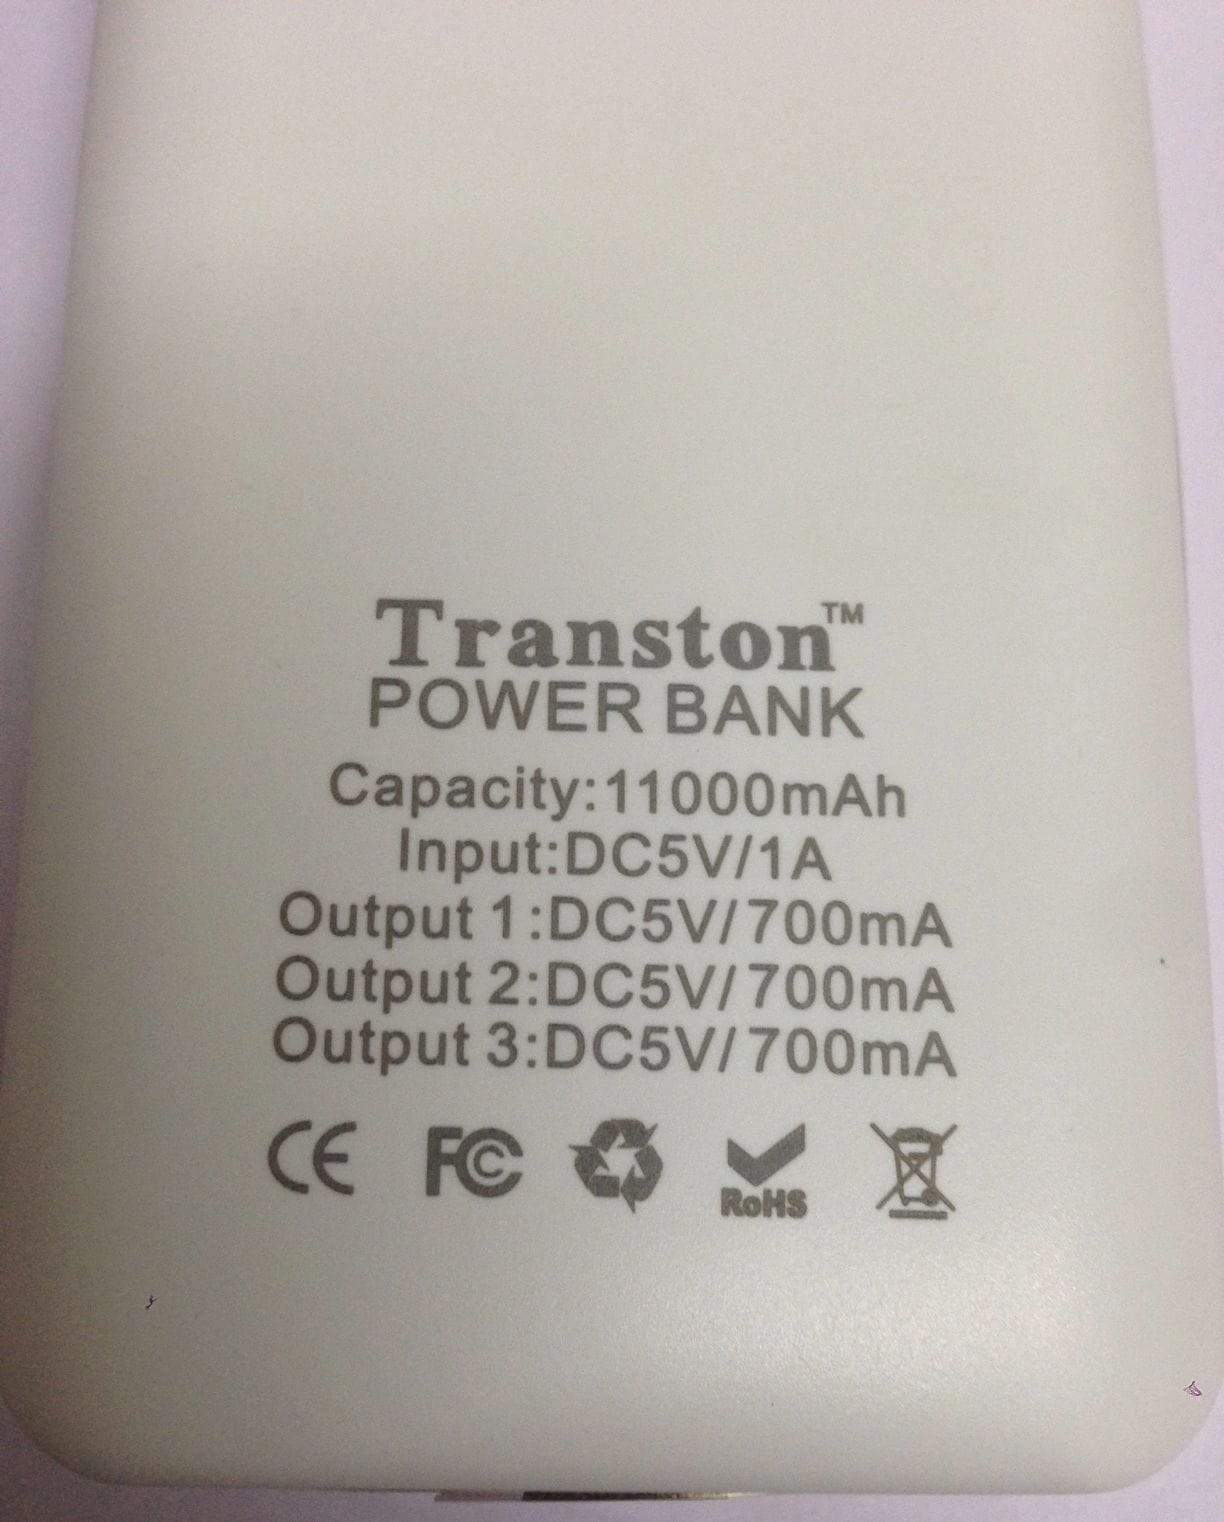 Transton™
POWER BANK
Capacity:11000mAh
Input:DC5V/1A
Output 1:DC5V/700mA
Output 2:DC5V/700mA
Output 3:DC5V/700mA
CE FC RoHS